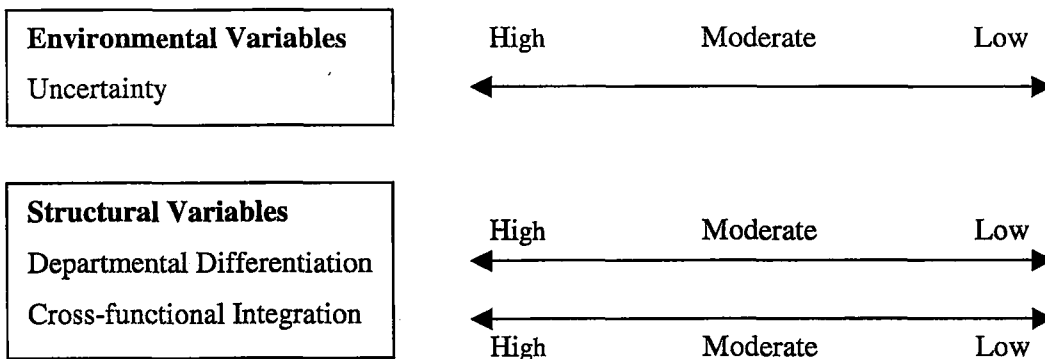 Environmental Variables
Uncertainty
High Moderate Low
Structural Variables
Departmental Differentiation
Cross-functional Integration
High Moderate Low
High Moderate Low